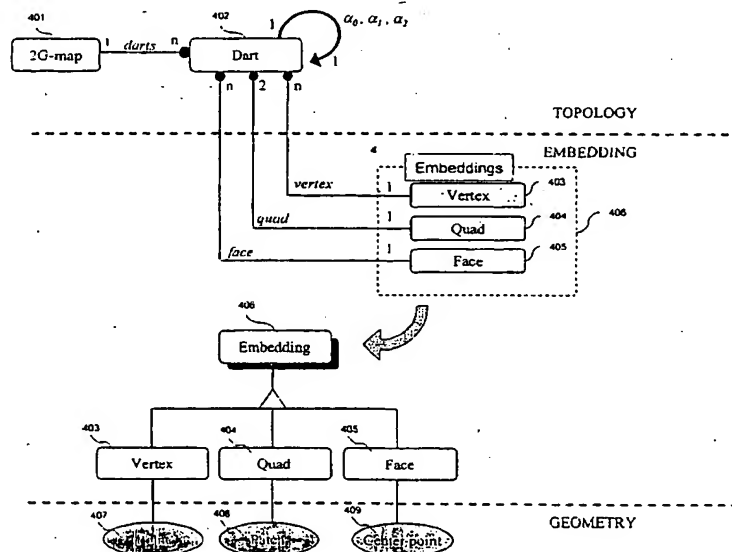 401
402
1
α₀, α₁, α₂
2G-map
1
darts
n
Dart
1
n
2
n
TOPOLOGY
EMBEDDING
4
Embeddings
vertex
1
Vertex
403
quad
1
Quad
404
406
face
1
Face
405
406
Embedding
403
404
405
Vertex
Quad
Face
GEOMETRY
407
408
409
Center point